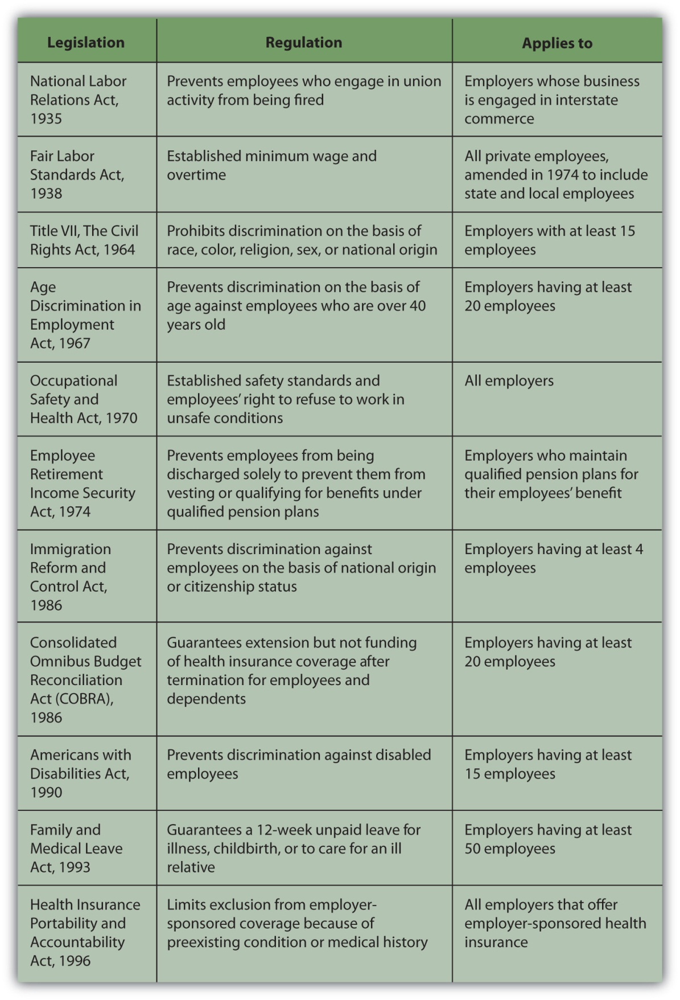 Legislation
Regulation
Applies to
National Labor
Relations Act,
1935
Prevents employees who engage in union
activity from being fired
Employers whose business
is engaged in interstate
commerce
Fair Labor
Standards Act,
1938
Established minimum wage and
overtime
All private employees,
amended in 1974 to include
state and local employees
Title VII, The Civil
Rights Act, 1964
Prohibits discrimination on the basis of
race, color, religion, sex, or national origin
Employers with at least 15
employees
Age
Discrimination in
Employment
Act, 1967
Prevents discrimination on the basis of
age against employees who are over 40
years old
Employers having at least
20 employees
Occupational
Safety and
Health Act, 1970
Established safety standards and
employees’ right to refuse to work in
unsafe conditions
All employers
Employee
Retirement
Income Security
Act, 1974
Prevents employees from being
discharged solely to prevent them from
vesting or qualifying for benefits under
qualified pension plans
Employers who maintain
qualified pension plans for
their employees’ benefit
Immigration
Reform and
Control Act,
1986
Prevents discrimination against
employees on the basis of national origin
or citizenship status
Employers having at least 4
employees
Consolidated
Omnibus Budget
Reconciliation
Act (COBRA),
1986
Guarantees extension but not funding
of health insurance coverage after
termination for employees and
dependents
Employers having at least
20 employees
Americans with
Disabilities Act,
1990
Prevents discrimination against disabled
employees
Employers having at least
15 employees
Family and
Medical Leave
Act, 1993
Guarantees a 12-week unpaid leave for
illness, childbirth, or to care for an ill
relative
Employers having at least
50 employees
Health Insurance
Portability and
Accountability
Act, 1996
Limits exclusion from employer-
sponsored coverage because of
preexisting condition or medical history
All employers that offer
employer-sponsored health
insurance